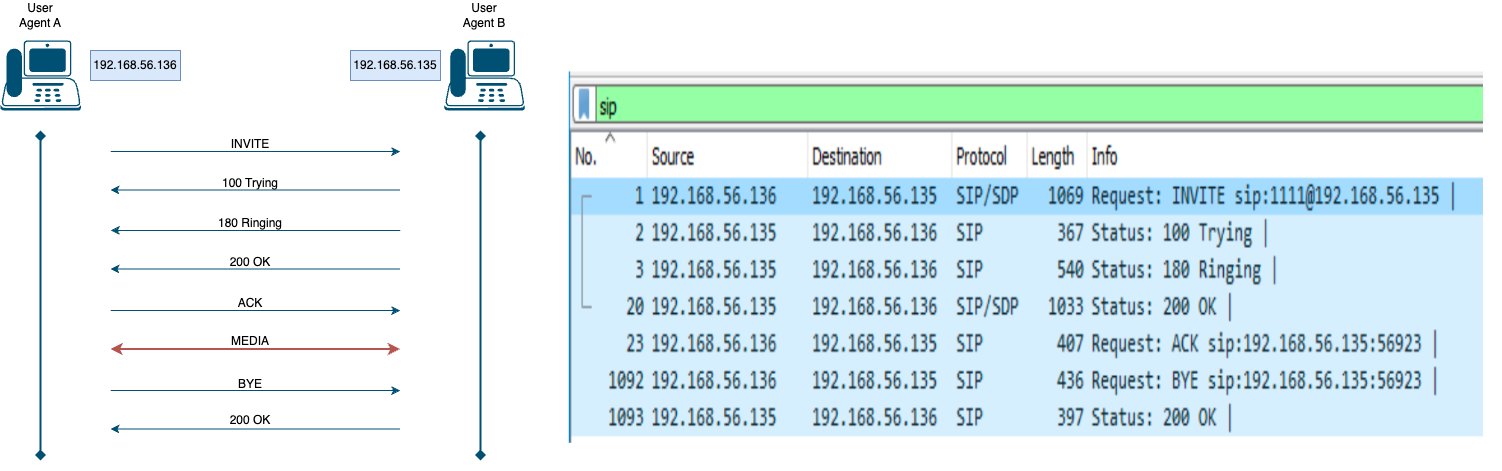 User
Agent A
User
Agent B
192.168.56.136
192.168.56.135
INVITE
100 Trying
180 Ringing
200 OK
ACK
MEDIA
BYE
200 OK
sip
No. Source Destination Protocol Length Info
1 192.168.56.136 192.168.56.135 SIP/SDP 1069 Request: INVITE sip:1111@192.168.56.135 |
2 192.168.56.135 192.168.56.136 SIP 367 Status: 100 Trying |
3 192.168.56.135 192.168.56.136 SIP 540 Status: 180 Ringing |
20 192.168.56.135 192.168.56.136 SIP/SDP 1033 Status: 200 OK |
23 192.168.56.136 192.168.56.135 SIP 407 Request: ACK sip:192.168.56.135:56923 |
1092 192.168.56.136 192.168.56.135 SIP 436 Request: BYE sip:192.168.56.135:56923 |
1093 192.168.56.135 192.168.56.136 SIP 397 Status: 200 OK |